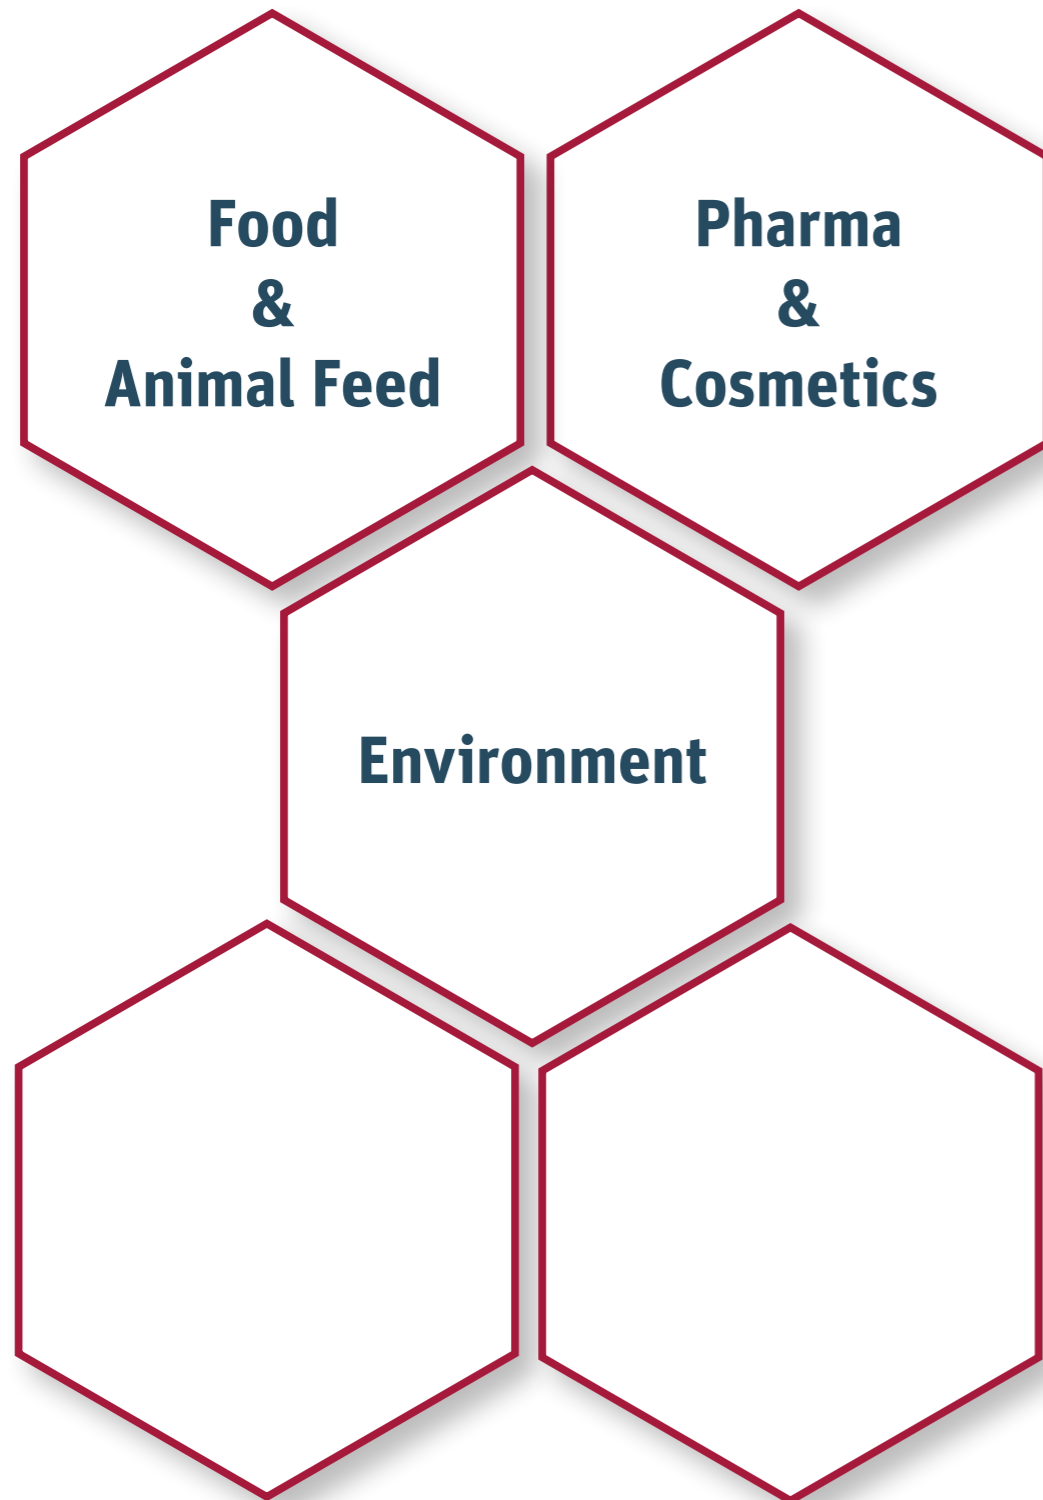 Food
&
Animal Feed
Pharma
&
Cosmetics
Environment